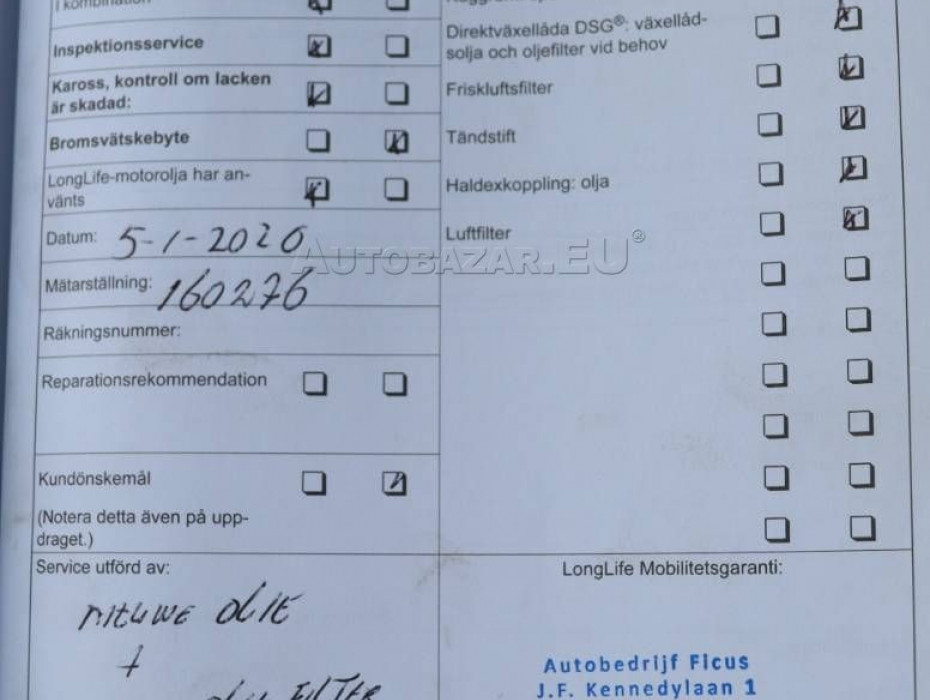 I kombination
Inspektionsservice
Kaross, kontroll om lacken
är skadad:
Bromsvätskebyte
LongLife-motorolja har an-
vänts
Datum: 5-1-2020
Mätarställning: 160276
Räkningsnummer:
Reparationsrekommendation
Kundönskemål
(Notera detta även på upp-
draget.)
Service utförd av:
NIEUWE OLIE
+
OLIE FILTER
Direktväxellåda DSG®: växellåd-
solja och oljefilter vid behov
Friskluftsfilter
Tändstift
Haldexkoppling: olja
Luftfilter
AUTOBAZAR.EU®
LongLife Mobilitetsgaranti:
Autobedrijf Ficus
J.F. Kennedylaan 1